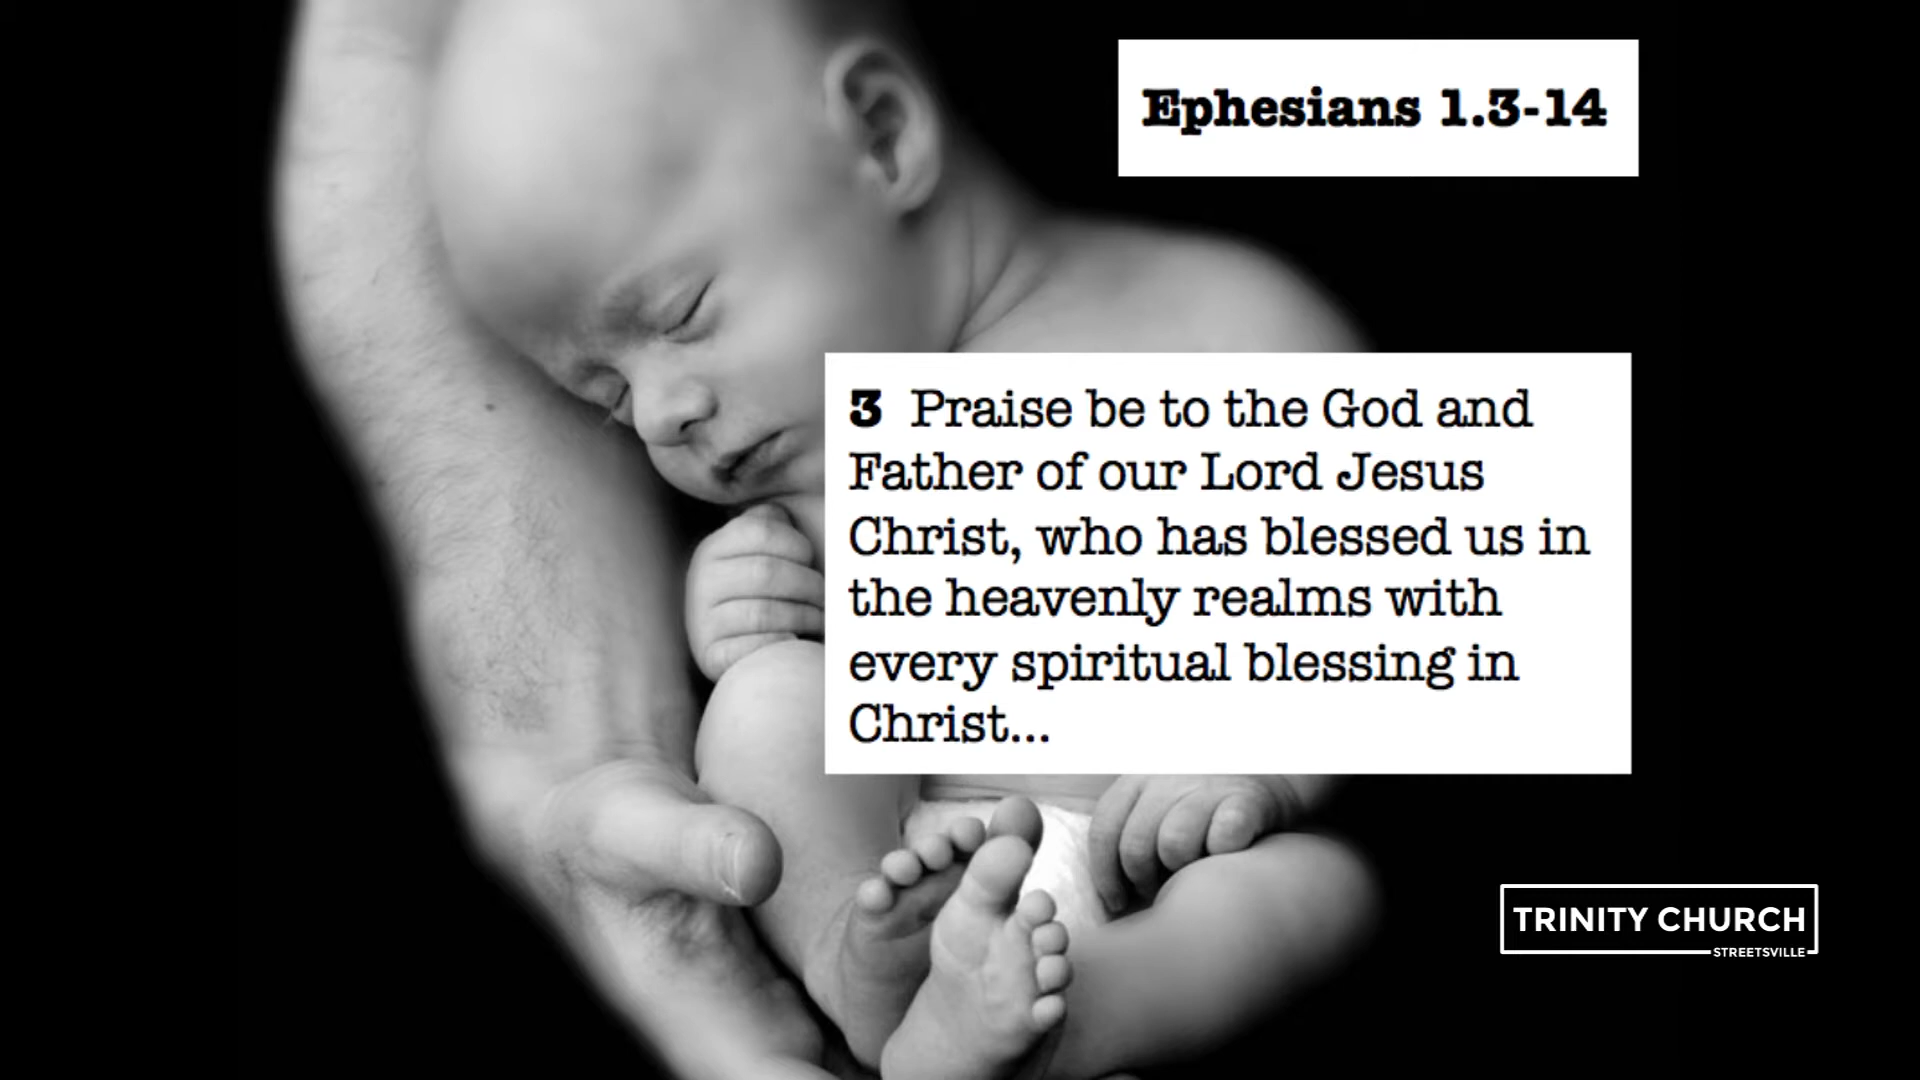 Ephesians 1.3-14
3 Praise be to the God and
Father of our Lord Jesus
Christ, who has blessed us in
the heavenly realms with
every spiritual blessing in
Christ...
TRINITY CHURCH
STREETSVILLE